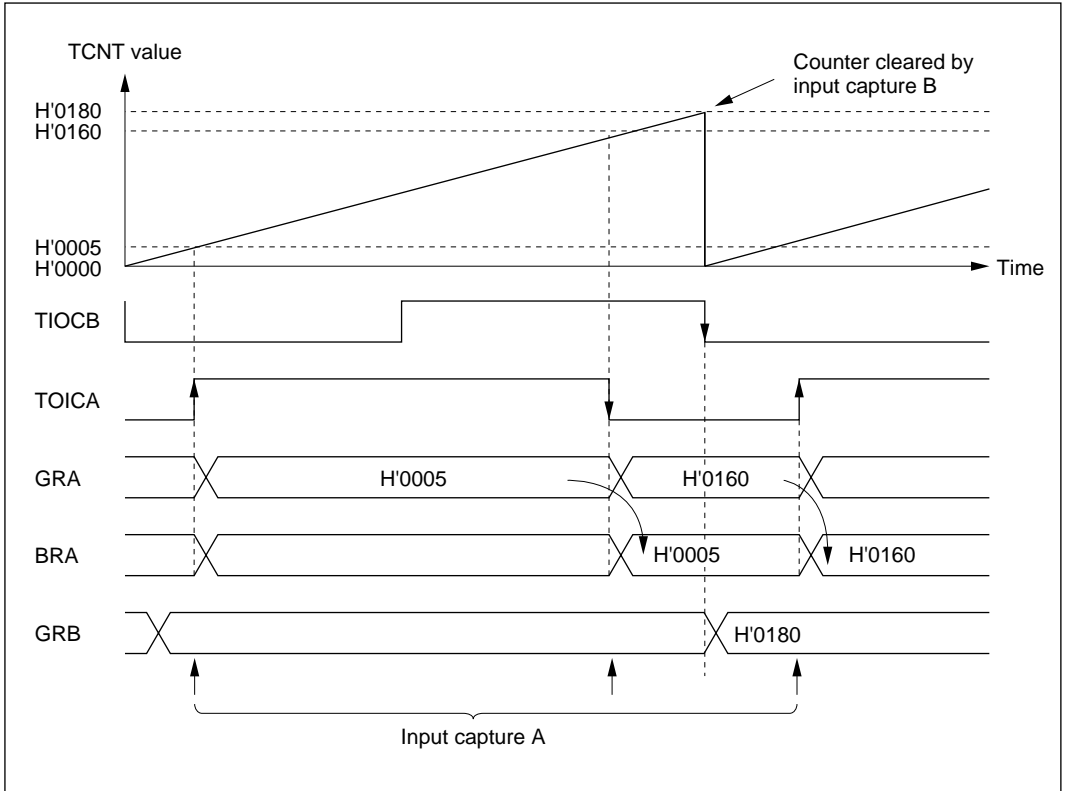 TCNT value
Counter cleared by
input capture B
H'0180
H'0160
H'0005
H'0000
Time
TIOCB
TOICA
GRA
H'0005
H'0160
BRA
H'0005
H'0160
GRB
H'0180
Input capture A